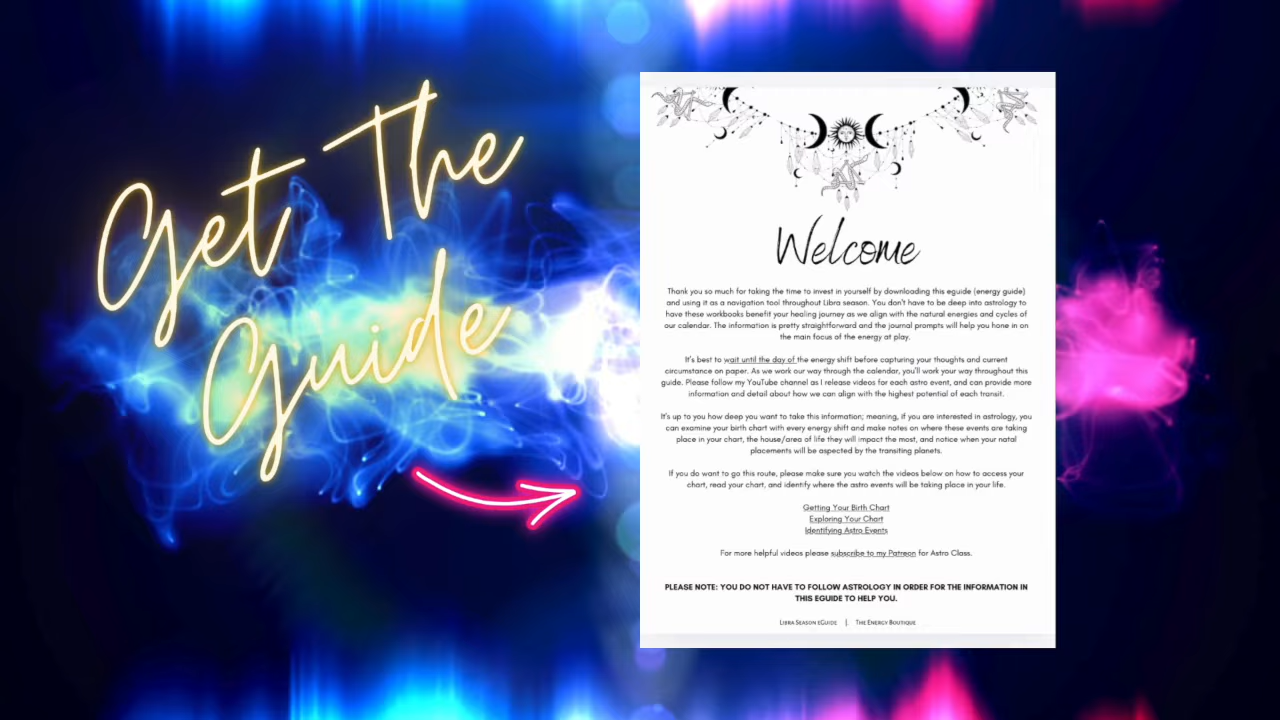 Get The
Guide
Welcome
Thank you so much for taking the time to invest in yourself by downloading this eguide (energy guide)
and using it as a navigation tool throughout Libra season. You don't have to be deep into astrology to
have these workbooks benefit your healing journey as we align with the natural energies and cycles of
our calendar. The information is pretty straightforward and the journal prompts will help you hone in on
the main focus of the energy at play.
It's best to wait until the day of the energy shift before capturing your thoughts and current
circumstance on paper. As we work our way through the calendar, you'll work your way throughout this
guide. Please follow my YouTube channel as I release videos for each astro event, and can provide more
information and detail about how we can align with the highest potential of each transit.
It's up to you how deep you want to take this information; meaning, if you are interested in astrology, you
can examine your birth chart with every energy shift and make notes on where these events are taking
place in your chart, the house/area of life they will impact the most, and notice when your natal
placements will be aspected by the transiting planets.
If you do want to go this route, please make sure you watch the videos below on how to access your
chart, read your chart, and identify where the astro events will be taking place in your life.
Getting Your Birth Chart
Exploring Your Chart
Identifying Astro Events
For more helpful videos please subscribe to my Patreon for Astro Class.
PLEASE NOTE: YOU DO NOT HAVE TO FOLLOW ASTROLOGY IN ORDER FOR THE INFORMATION IN
THIS EGUIDE TO HELP YOU.
Libra Season eGuide | The Energy Boutique